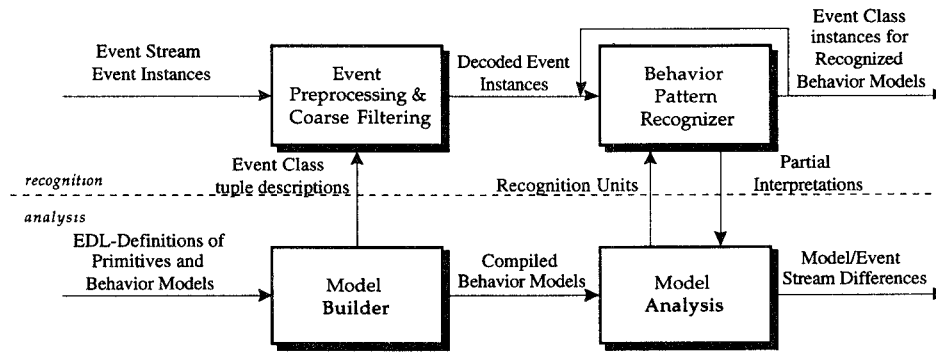 Event Stream
Event Instances
Event
Preprocessing &
Coarse Filtering
Decoded Event
Instances
Behavior
Pattern
Recognizer
Event Class
instances for
Recognized
Behavior Models
Event Class
tuple descriptions
Recognition Units
Partial
Interpretations
recognition
analysis
EDL-Definitions of
Primitives and
Behavior Models
Model
Builder
Compiled
Behavior Models
Model
Analysis
Model/Event
Stream Differences